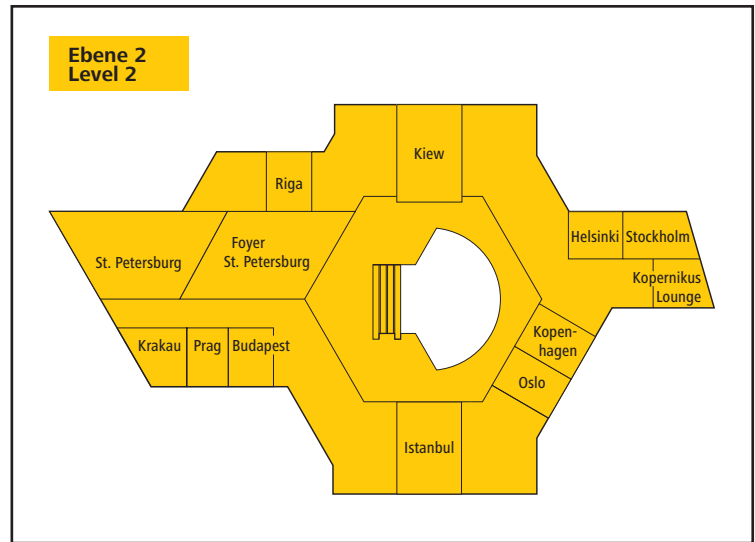 Ebene 2
Level 2
Kiew
Riga
Helsinki
Stockholm
Foyer
St. Petersburg
St. Petersburg
Kopernikus
Lounge
Kopen-
hagen
Krakau
Prag
Budapest
Oslo
Istanbul